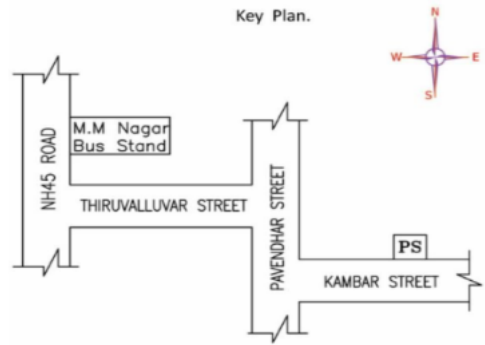 Key Plan.
N
W
E
S
M.M Nagar
Bus Stand
NH45 ROAD
THIRUVALLUVAR STREET
PAVENDHAR STREET
PS
KAMBAR STREET